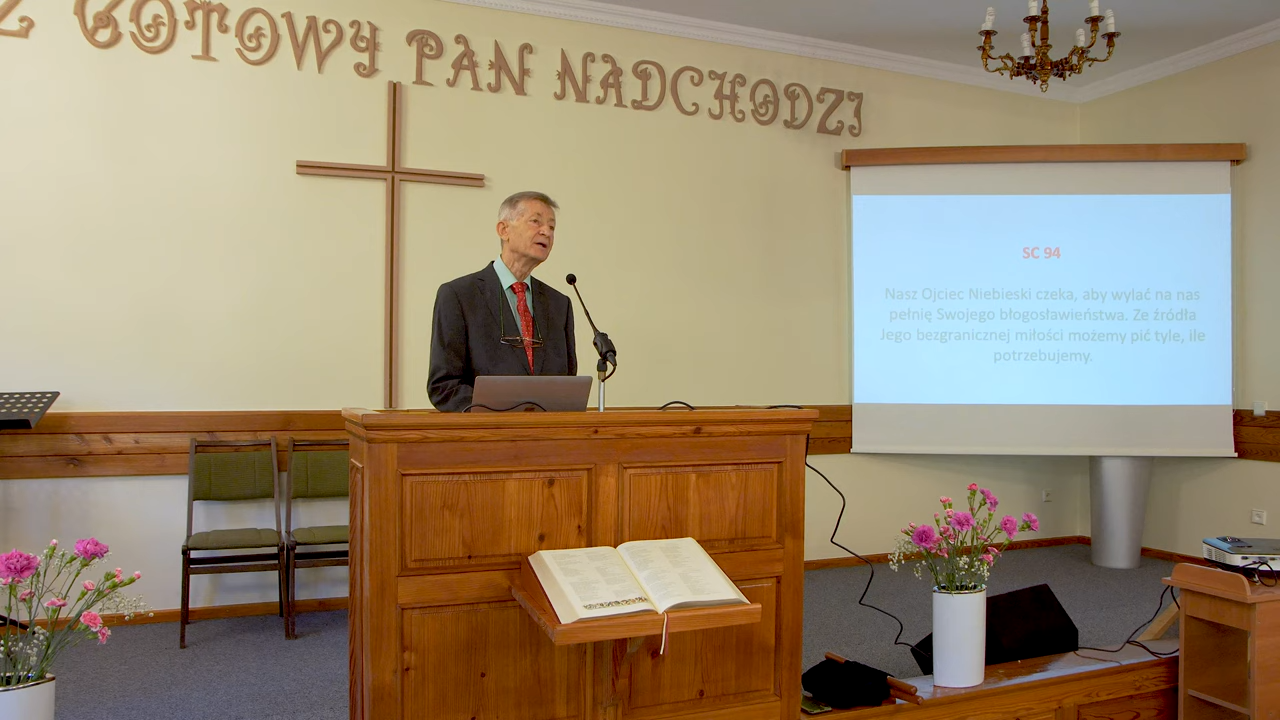 Z GOTOWY PAN NADCHODZI
SC 94
Nasz Ojciec Niebieski czeka, aby wylać na nas
pełnię Swojego błogosławieństwa. Ze źródła
Jego bezgranicznej miłości możemy pić tyle, ile
potrzebujemy.